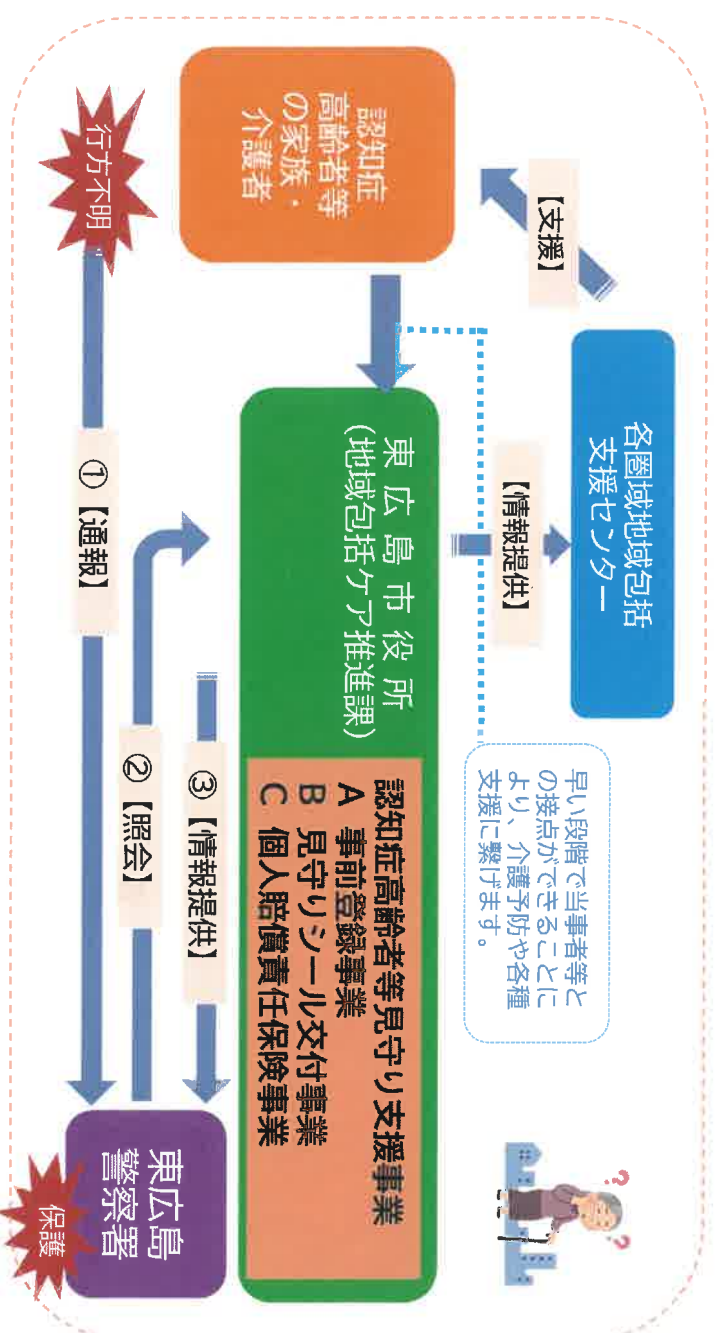 各圏域地域包括
支援センター
【支援】
【情報提供】
早い段階で当事者等と
の接点ができることに
より、介護予防や各種
支援に繋げます。
?
?
認知症
高齢者等
の家族・
介護者
東広島市役所
(地域包括ケア推進課)
認知症高齢者等見守り支援事業
A 事前登録事業
B 見守りシール交付事業
C 個人賠償責任保険事業
行方不明
①【通報】
②【照会】
③【情報提供】
東広島
警察署
保護